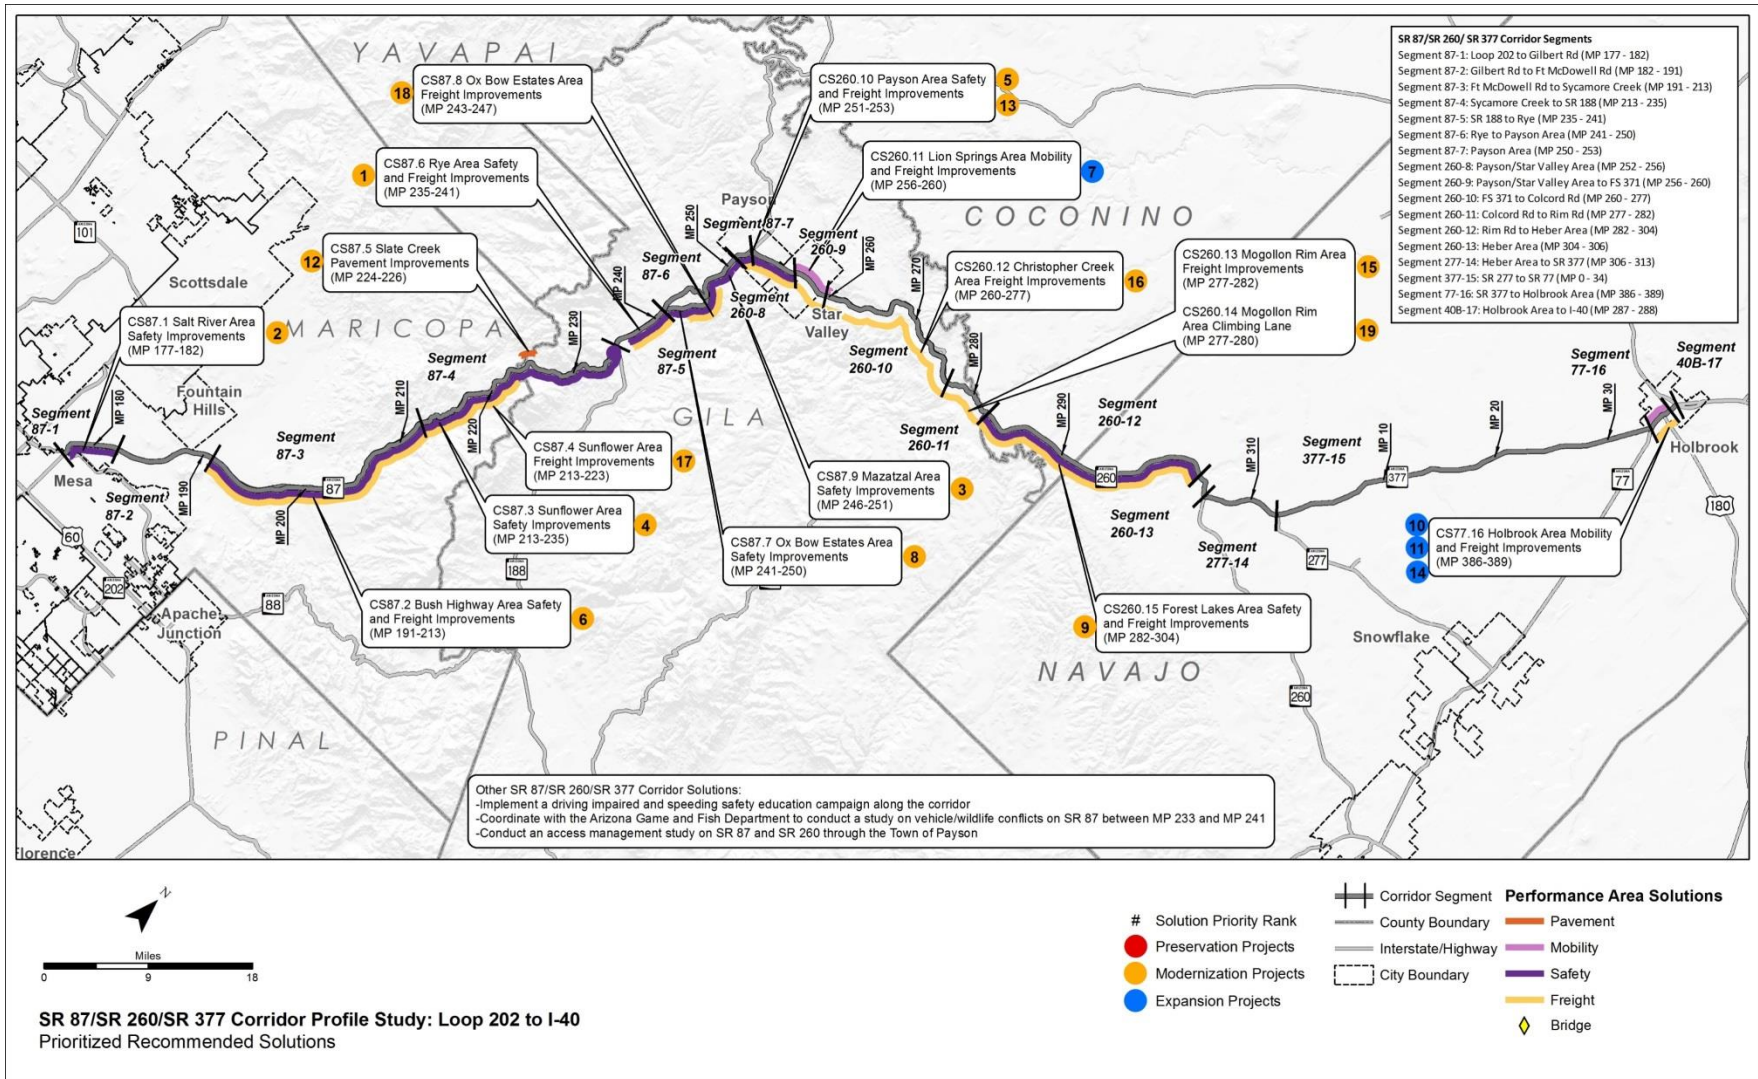 YAVAPAI
COCONINO
MARICOPA
GILA
PINAL
NAVAJO
SR 87/SR 260/ SR 377 Corridor Segments
Segment 87-1: Loop 202 to Gilbert Rd (MP 177 - 182)
Segment 87-2: Gilbert Rd to Ft McDowell Rd (MP 182 - 191)
Segment 87-3: Ft McDowell Rd to Sycamore Creek (MP 191 - 213)
Segment 87-4: Sycamore Creek to SR 188 (MP 213 - 235)
Segment 87-5: SR 188 to Rye (MP 235 - 241)
Segment 87-6: Rye to Payson Area (MP 241 - 250)
Segment 87-7: Payson Area (MP 250 - 253)
Segment 260-8: Payson/Star Valley Area (MP 252 - 256)
Segment 260-9: Payson/Star Valley Area to FS 371 (MP 256 - 260)
Segment 260-10: FS 371 to Colcord Rd (MP 260 - 277)
Segment 260-11: Colcord Rd to Rim Rd (MP 277 - 282)
Segment 260-12: Rim Rd to Heber Area (MP 282 - 304)
Segment 260-13: Heber Area (MP 304 - 306)
Segment 277-14: Heber Area to SR 377 (MP 306 - 313)
Segment 377-15: SR 277 to SR 77 (MP 0 - 34)
Segment 77-16: SR 377 to Holbrook Area (MP 386 - 389)
Segment 40B-17: Holbrook Area to I-40 (MP 287 - 288)
18
CS87.8 Ox Bow Estates Area
Freight Improvements
(MP 243-247)
CS260.10 Payson Area Safety
and Freight Improvements
(MP 251-253)
5
13
1
CS87.6 Rye Area Safety
and Freight Improvements
(MP 235-241)
CS260.11 Lion Springs Area Mobility
and Freight Improvements
(MP 256-260)
7
12
CS87.5 Slate Creek
Pavement Improvements
(MP 224-226)
CS260.12 Christopher Creek
Area Freight Improvements
(MP 260-277)
16
CS260.13 Mogollon Rim Area
Freight Improvements
(MP 277-282)
15
CS260.14 Mogollon Rim
Area Climbing Lane
(MP 277-280)
19
CS87.1 Salt River Area
Safety Improvements
(MP 177-182)
2
CS87.4 Sunflower Area
Freight Improvements
(MP 213-223)
17
CS87.9 Mazatzal Area
Safety Improvements
(MP 246-251)
3
CS87.3 Sunflower Area
Safety Improvements
(MP 213-235)
4
CS87.7 Ox Bow Estates Area
Safety Improvements
(MP 241-250)
8
10
11
14
CS77.16 Holbrook Area Mobility
and Freight Improvements
(MP 386-389)
CS87.2 Bush Highway Area Safety
and Freight Improvements
(MP 191-213)
6
9
CS260.15 Forest Lakes Area Safety
and Freight Improvements
(MP 282-304)
Scottsdale
Fountain
Hills
Mesa
Apache
Junction
Florence
Payson
Star
Valley
Snowflake
Holbrook
Segment
87-1
Segment
87-2
Segment
87-3
Segment
87-4
Segment
87-5
Segment
87-6
Segment 87-7
Segment
260-8
Segment
260-9
Segment
260-10
Segment
260-11
Segment
260-12
Segment
260-13
Segment
277-14
Segment
377-15
Segment
77-16
Segment
40B-17
MP 180
MP 190
MP 200
MP 210
MP 220
MP 230
MP 240
MP 250
MP 260
MP 270
MP 280
MP 290
MP 310
MP 10
MP 20
MP 30
101
60
202
88
87
188
260
377
277
77
180
260
Other SR 87/SR 260/SR 377 Corridor Solutions:
-Implement a driving impaired and speeding safety education campaign along the corridor
-Coordinate with the Arizona Game and Fish Department to conduct a study on vehicle/wildlife conflicts on SR 87 between MP 233 and MP 241
-Conduct an access management study on SR 87 and SR 260 through the Town of Payson
N
Miles
0 9 18
SR 87/SR 260/SR 377 Corridor Profile Study: Loop 202 to I-40
Prioritized Recommended Solutions
# Solution Priority Rank
Preservation Projects
Modernization Projects
Expansion Projects
Corridor Segment
County Boundary
Interstate/Highway
City Boundary
Performance Area Solutions
Pavement
Mobility
Safety
Freight
Bridge